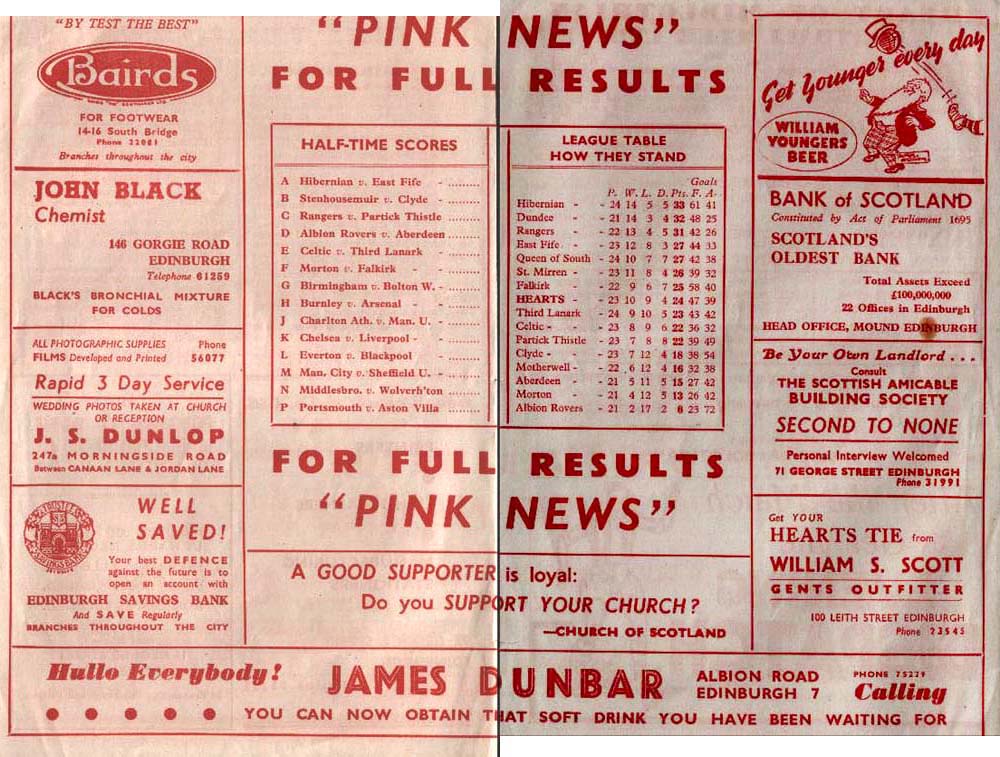 "BY TEST THE BEST"
Bairds
FOR FOOTWEAR
14-16 South Bridge
Phone 22081
Branches throughout the city
JOHN BLACK
Chemist
146 GORGIE ROAD
EDINBURGH
Telephone 61259
BLACK'S BRONCHIAL MIXTURE
FOR COLDS
ALL PHOTOGRAPHIC SUPPLIES Phone
FILMS Developed and Printed 56077
Rapid 3 Day Service
WEDDING PHOTOS TAKEN AT CHURCH
OR RECEPTION
J. S. DUNLOP
247a MORNINGSIDE ROAD
Between CANAAN LANE & JORDAN LANE
WELL
SAVED!
Your best DEFENCE
against the future is to
open an account with
EDINBURGH SAVINGS BANK
And SAVE Regularly
BRANCHES THROUGHOUT THE CITY
"PINK NEWS"
FOR FULL RESULTS
HALF-TIME SCORES
A Hibernian v. East Fife - .........
B Stenhousemuir v. Clyde - .........
C Rangers v. Partick Thistle .........
D Albion Rovers v. Aberdeen .........
E Celtic v. Third Lanark - .........
F Morton v. Falkirk - .........
G Birmingham v. Bolton W. - .........
H Burnley v. Arsenal - .........
J Charlton Ath. v. Man. U. - .........
K Chelsea v. Liverpool - .........
L Everton v. Blackpool - .........
M Man. City v. Sheffield U. - .........
N Middlesbro. v. Wolverh'ton .........
P Portsmouth v. Aston Villa .........
LEAGUE TABLE
HOW THEY STAND
Goals
P. W. L. D. Pts. F. A.
Hibernian - - 24 14 5 5 33 61 41
Dundee - - 21 14 3 4 32 48 25
Rangers - - 22 13 4 5 31 42 26
East Fife - - 23 12 8 3 27 44 33
Queen of South - 24 10 7 7 27 42 38
St. Mirren - - 23 11 8 4 26 39 32
Falkirk - - 22 9 6 7 25 58 40
HEARTS - - 23 10 9 4 24 47 39
Third Lanark - 24 9 10 5 23 43 42
Celtic - - 23 8 9 6 22 36 32
Partick Thistle - 23 7 8 8 22 39 49
Clyde - - 23 7 12 4 18 38 54
Motherwell - - 22 6 12 4 16 32 38
Aberdeen - - 21 5 11 5 15 27 42
Morton - - 21 4 12 5 13 26 42
Albion Rovers - 21 2 17 2 6 23 72
FOR FULL RESULTS
"PINK NEWS"
A GOOD SUPPORTER is loyal:
Do you SUPPORT YOUR CHURCH?
—CHURCH OF SCOTLAND
Get Younger every day
WILLIAM
YOUNGERS
BEER
BANK of SCOTLAND
Constituted by Act of Parliament 1695
SCOTLAND'S
OLDEST BANK
Total Assets Exceed
£100,000,000
22 Offices in Edinburgh
HEAD OFFICE, MOUND EDINBURGH
Be Your Own Landlord . . .
Consult
THE SCOTTISH AMICABLE
BUILDING SOCIETY
SECOND TO NONE
Personal Interview Welcomed
71 GEORGE STREET EDINBURGH
Phone 31991
Get YOUR
HEARTS TIE from
WILLIAM S. SCOTT
GENTS OUTFITTER
100 LEITH STREET EDINBURGH
Phone 23545
Hullo Everybody! JAMES DUNBAR ALBION ROAD
EDINBURGH 7
PHONE 75229
Calling
YOU CAN NOW OBTAIN THAT SOFT DRINK YOU HAVE BEEN WAITING FOR